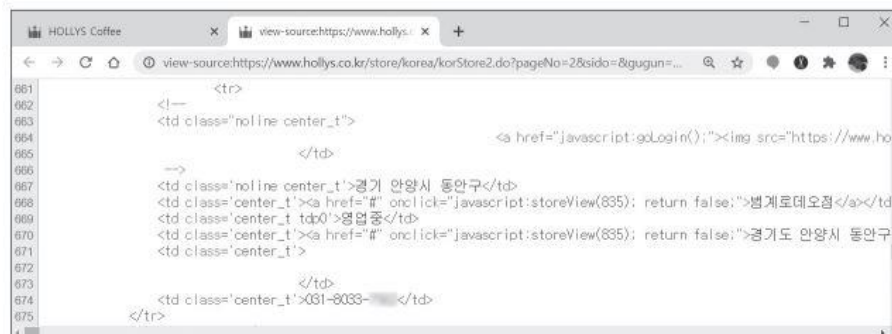 HOLLYS Coffee
view-source:https://www.hollys.c
view-source:https://www.hollys.co.kr/store/korea/korStore2.do?pageNo=2&sido=&gugun=...
661 <tr>
662 <!--
663 <td class="noline center_t">
664 <a href="javascript:goLogin();"><img src="https://www.ho
665 </td>
666 -->
667 <td class='noline center_t'>경기 안양시 동안구</td>
668 <td class='center_t'><a href="#" onclick="javascript:storeView(835); return false;">범계로데오점</a></td
669 <td class='center_t tdp0'>영업중</td>
670 <td class='center_t'><a href="#" onclick="javascript:storeView(835); return false;">경기도 안양시 동안구
671 <td class='center_t'>
672
673 </td>
674 <td class='center_t'>031-8033-</td>
675 </tr>